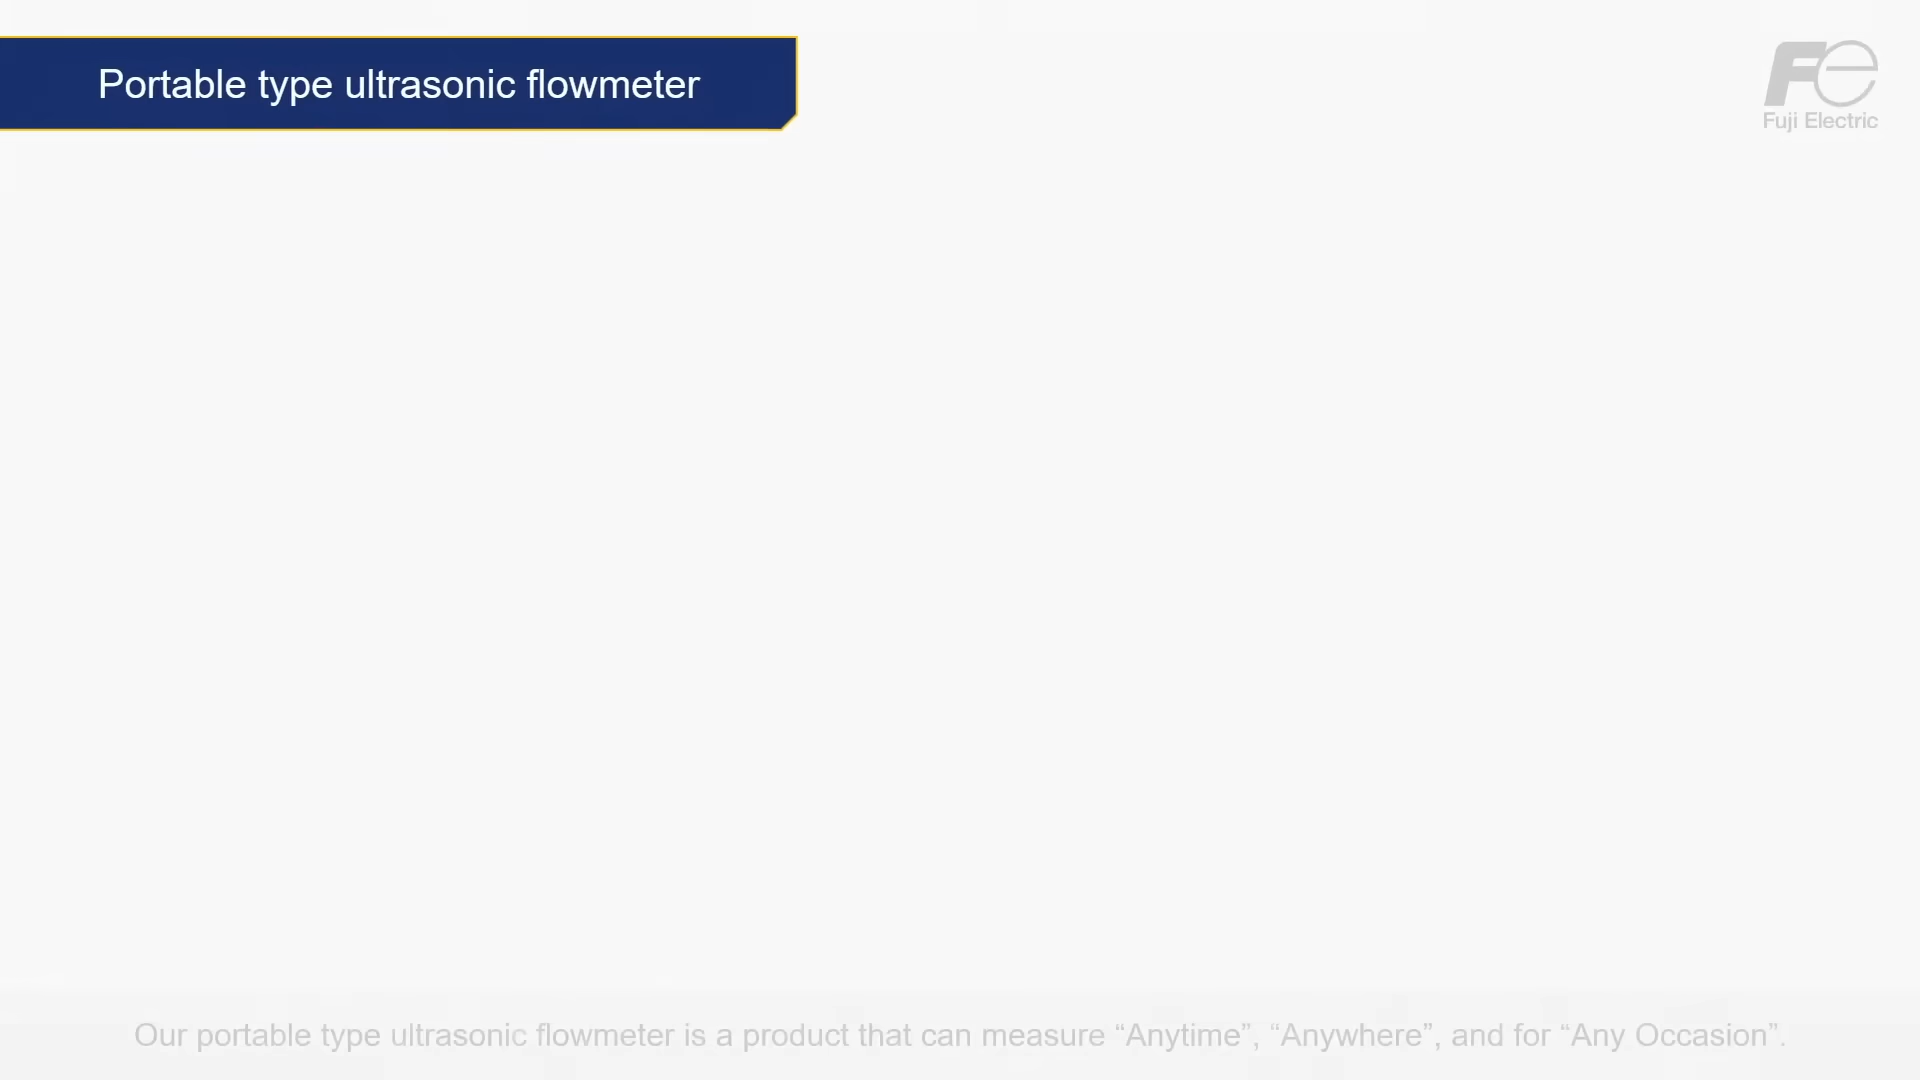 Portable type ultrasonic flowmeter
Fe
Fuji Electric
Our portable type ultrasonic flowmeter is a product that can measure “Anytime”, “Anywhere”, and for “Any Occasion”.